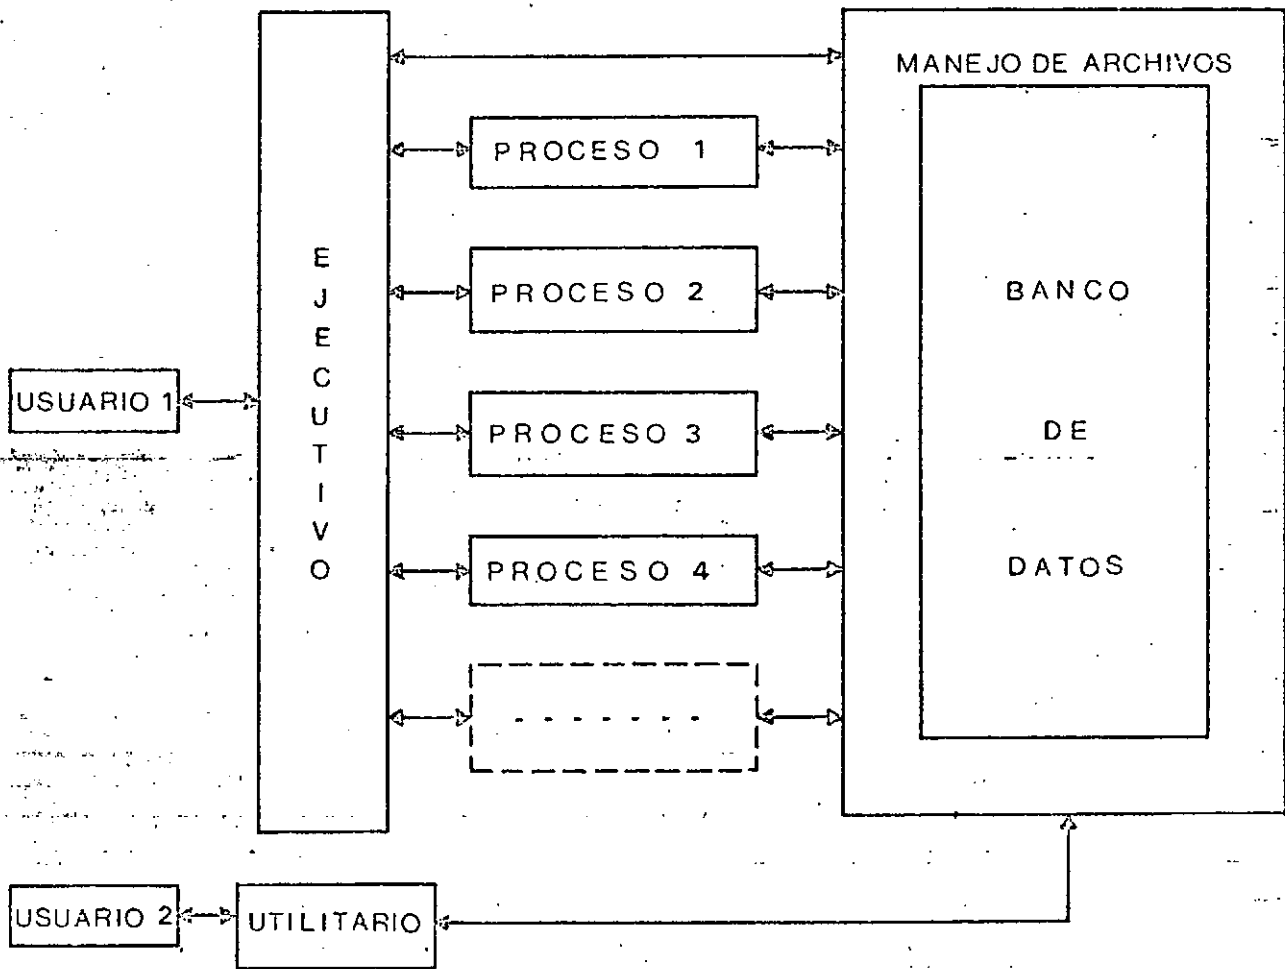 MANEJO DE ARCHIVOS
PROCESO 1
EJECUTIVO
PROCESO 2
BANCO
USUARIO 1
PROCESO 3
DE
PROCESO 4
DATOS
- - - - - - -
USUARIO 2
UTILITARIO